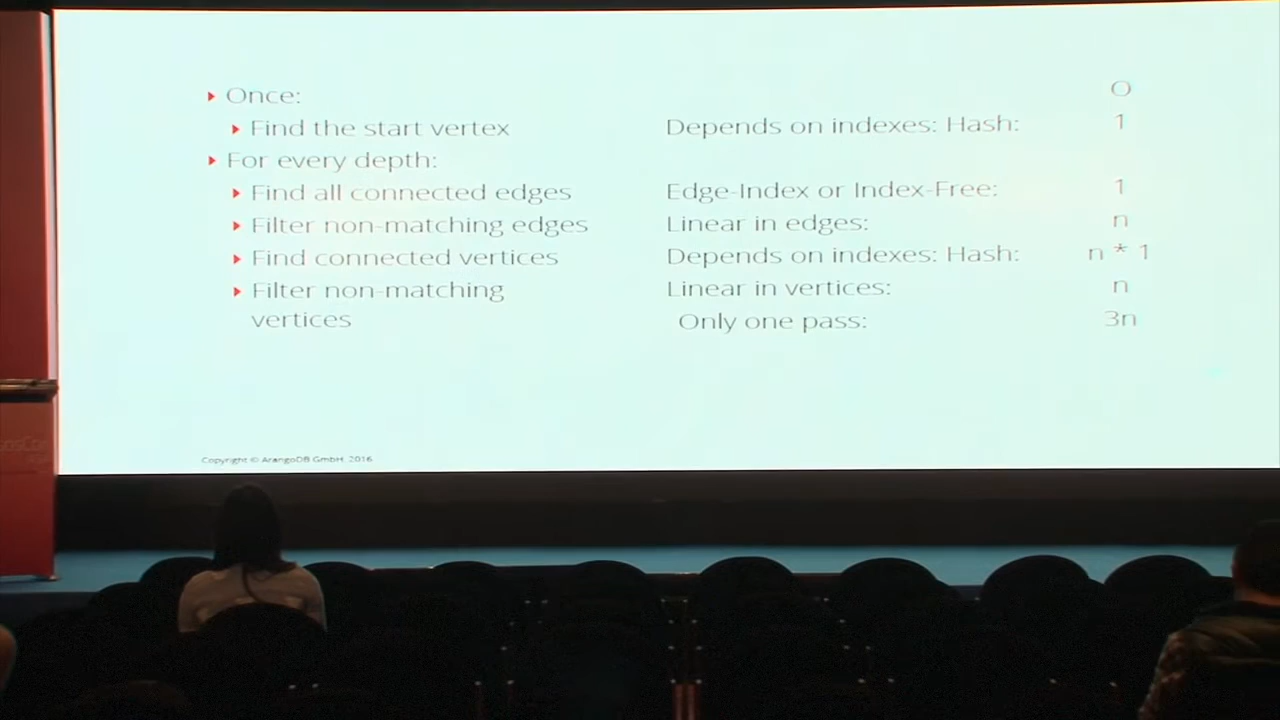 Once: O
Find the start vertex Depends on indexes: Hash: 1
For every depth:
Find all connected edges Edge-Index or Index-Free: 1
Filter non-matching edges Linear in edges: n
Find connected vertices Depends on indexes: Hash: n * 1
Filter non-matching Linear in vertices: n
vertices Only one pass: 3n
Copyright © ArangoDB GmbH, 2016